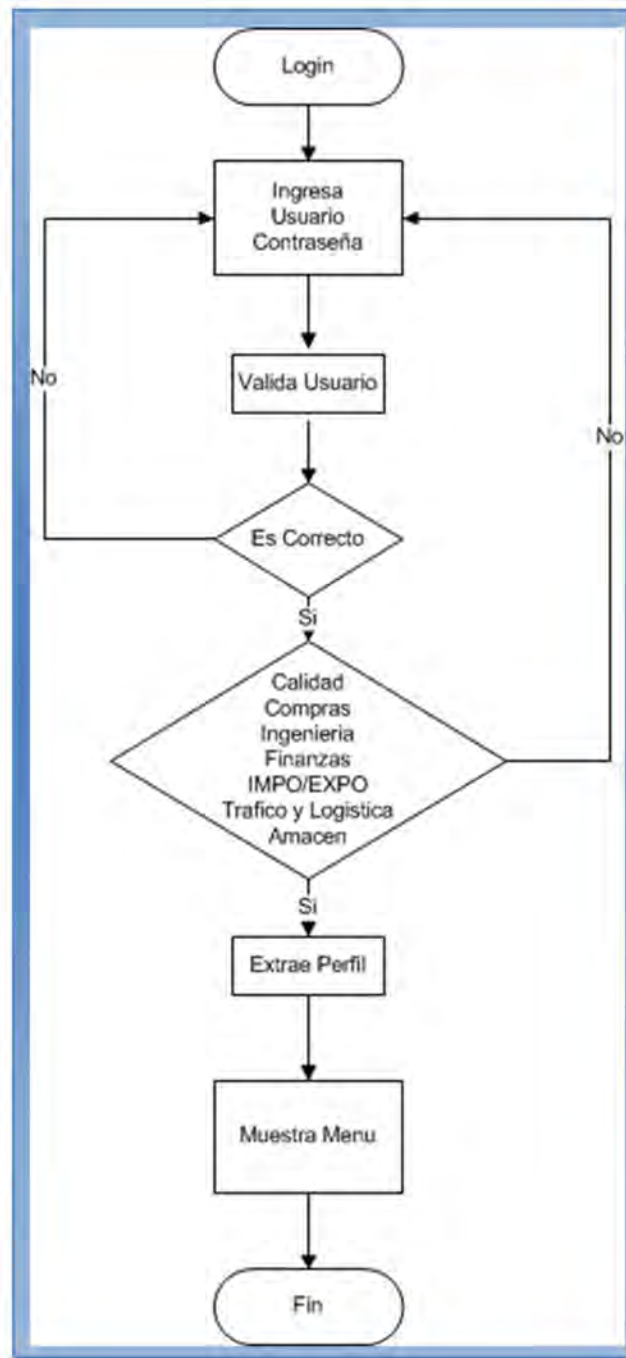 Login
Ingresa
Usuario
Contraseña
Valida Usuario
No
No
Es Correcto
Si
Calidad
Compras
Ingenieria
Finanzas
IMPO/EXPO
Trafico y Logistica
Amacen
Si
Extrae Perfil
Muestra Menu
Fin